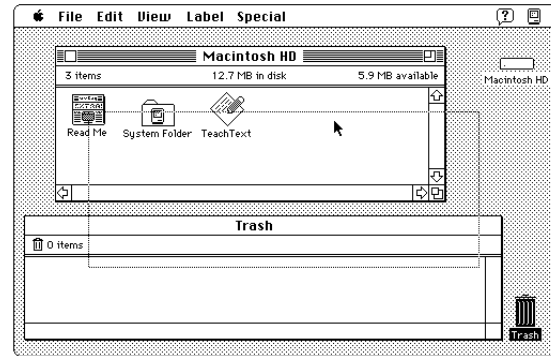 File Edit View Label Special
Macintosh HD
3 items 12.7 MB in disk 5.9 MB available
Macintosh HD
Read Me System Folder TeachText
Trash
0 items
Trash